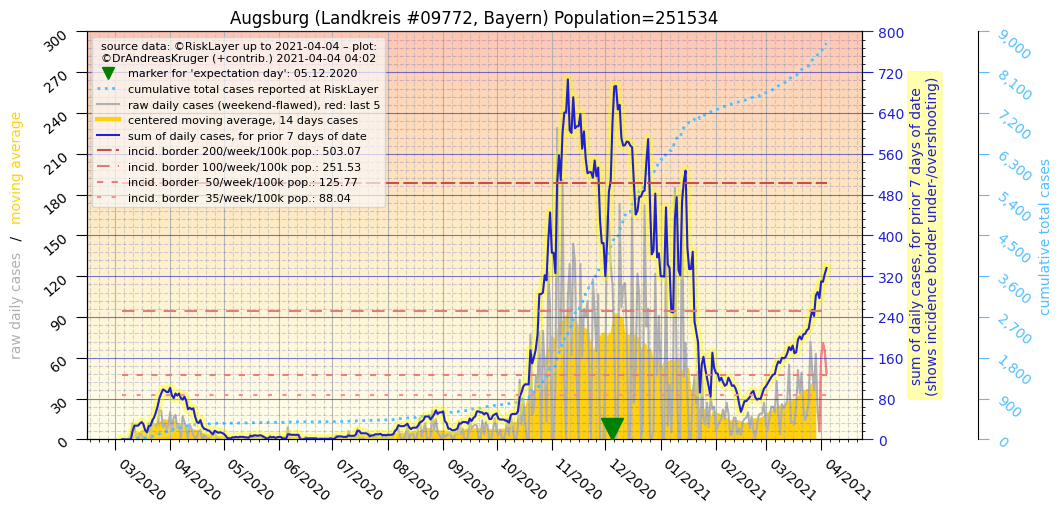 Augsburg (Landkreis #09772, Bayern) Population=251534
source data: ©RiskLayer up to 2021-04-04 – plot:
©DrAndreasKruger (+contrib.) 2021-04-04 04:02
marker for 'expectation day': 05.12.2020
cumulative total cases reported at RiskLayer
raw daily cases (weekend-flawed), red: last 5
centered moving average, 14 days cases
sum of daily cases, for prior 7 days of date
incid. border 200/week/100k pop.: 503.07
incid. border 100/week/100k pop.: 251.53
incid. border  50/week/100k pop.: 125.77
incid. border  35/week/100k pop.: 88.04
raw daily cases / moving average
300
270
240
210
180
150
120
90
60
30
0
03/2020
04/2020
05/2020
06/2020
07/2020
08/2020
09/2020
10/2020
11/2020
12/2020
01/2021
02/2021
03/2021
04/2021
800
720
640
560
480
400
320
240
160
80
0
sum of daily cases, for prior 7 days of date
(shows incidence border under-/overshooting)
9,000
8,100
7,200
6,300
5,400
4,500
3,600
2,700
1,800
900
0
cumulative total cases